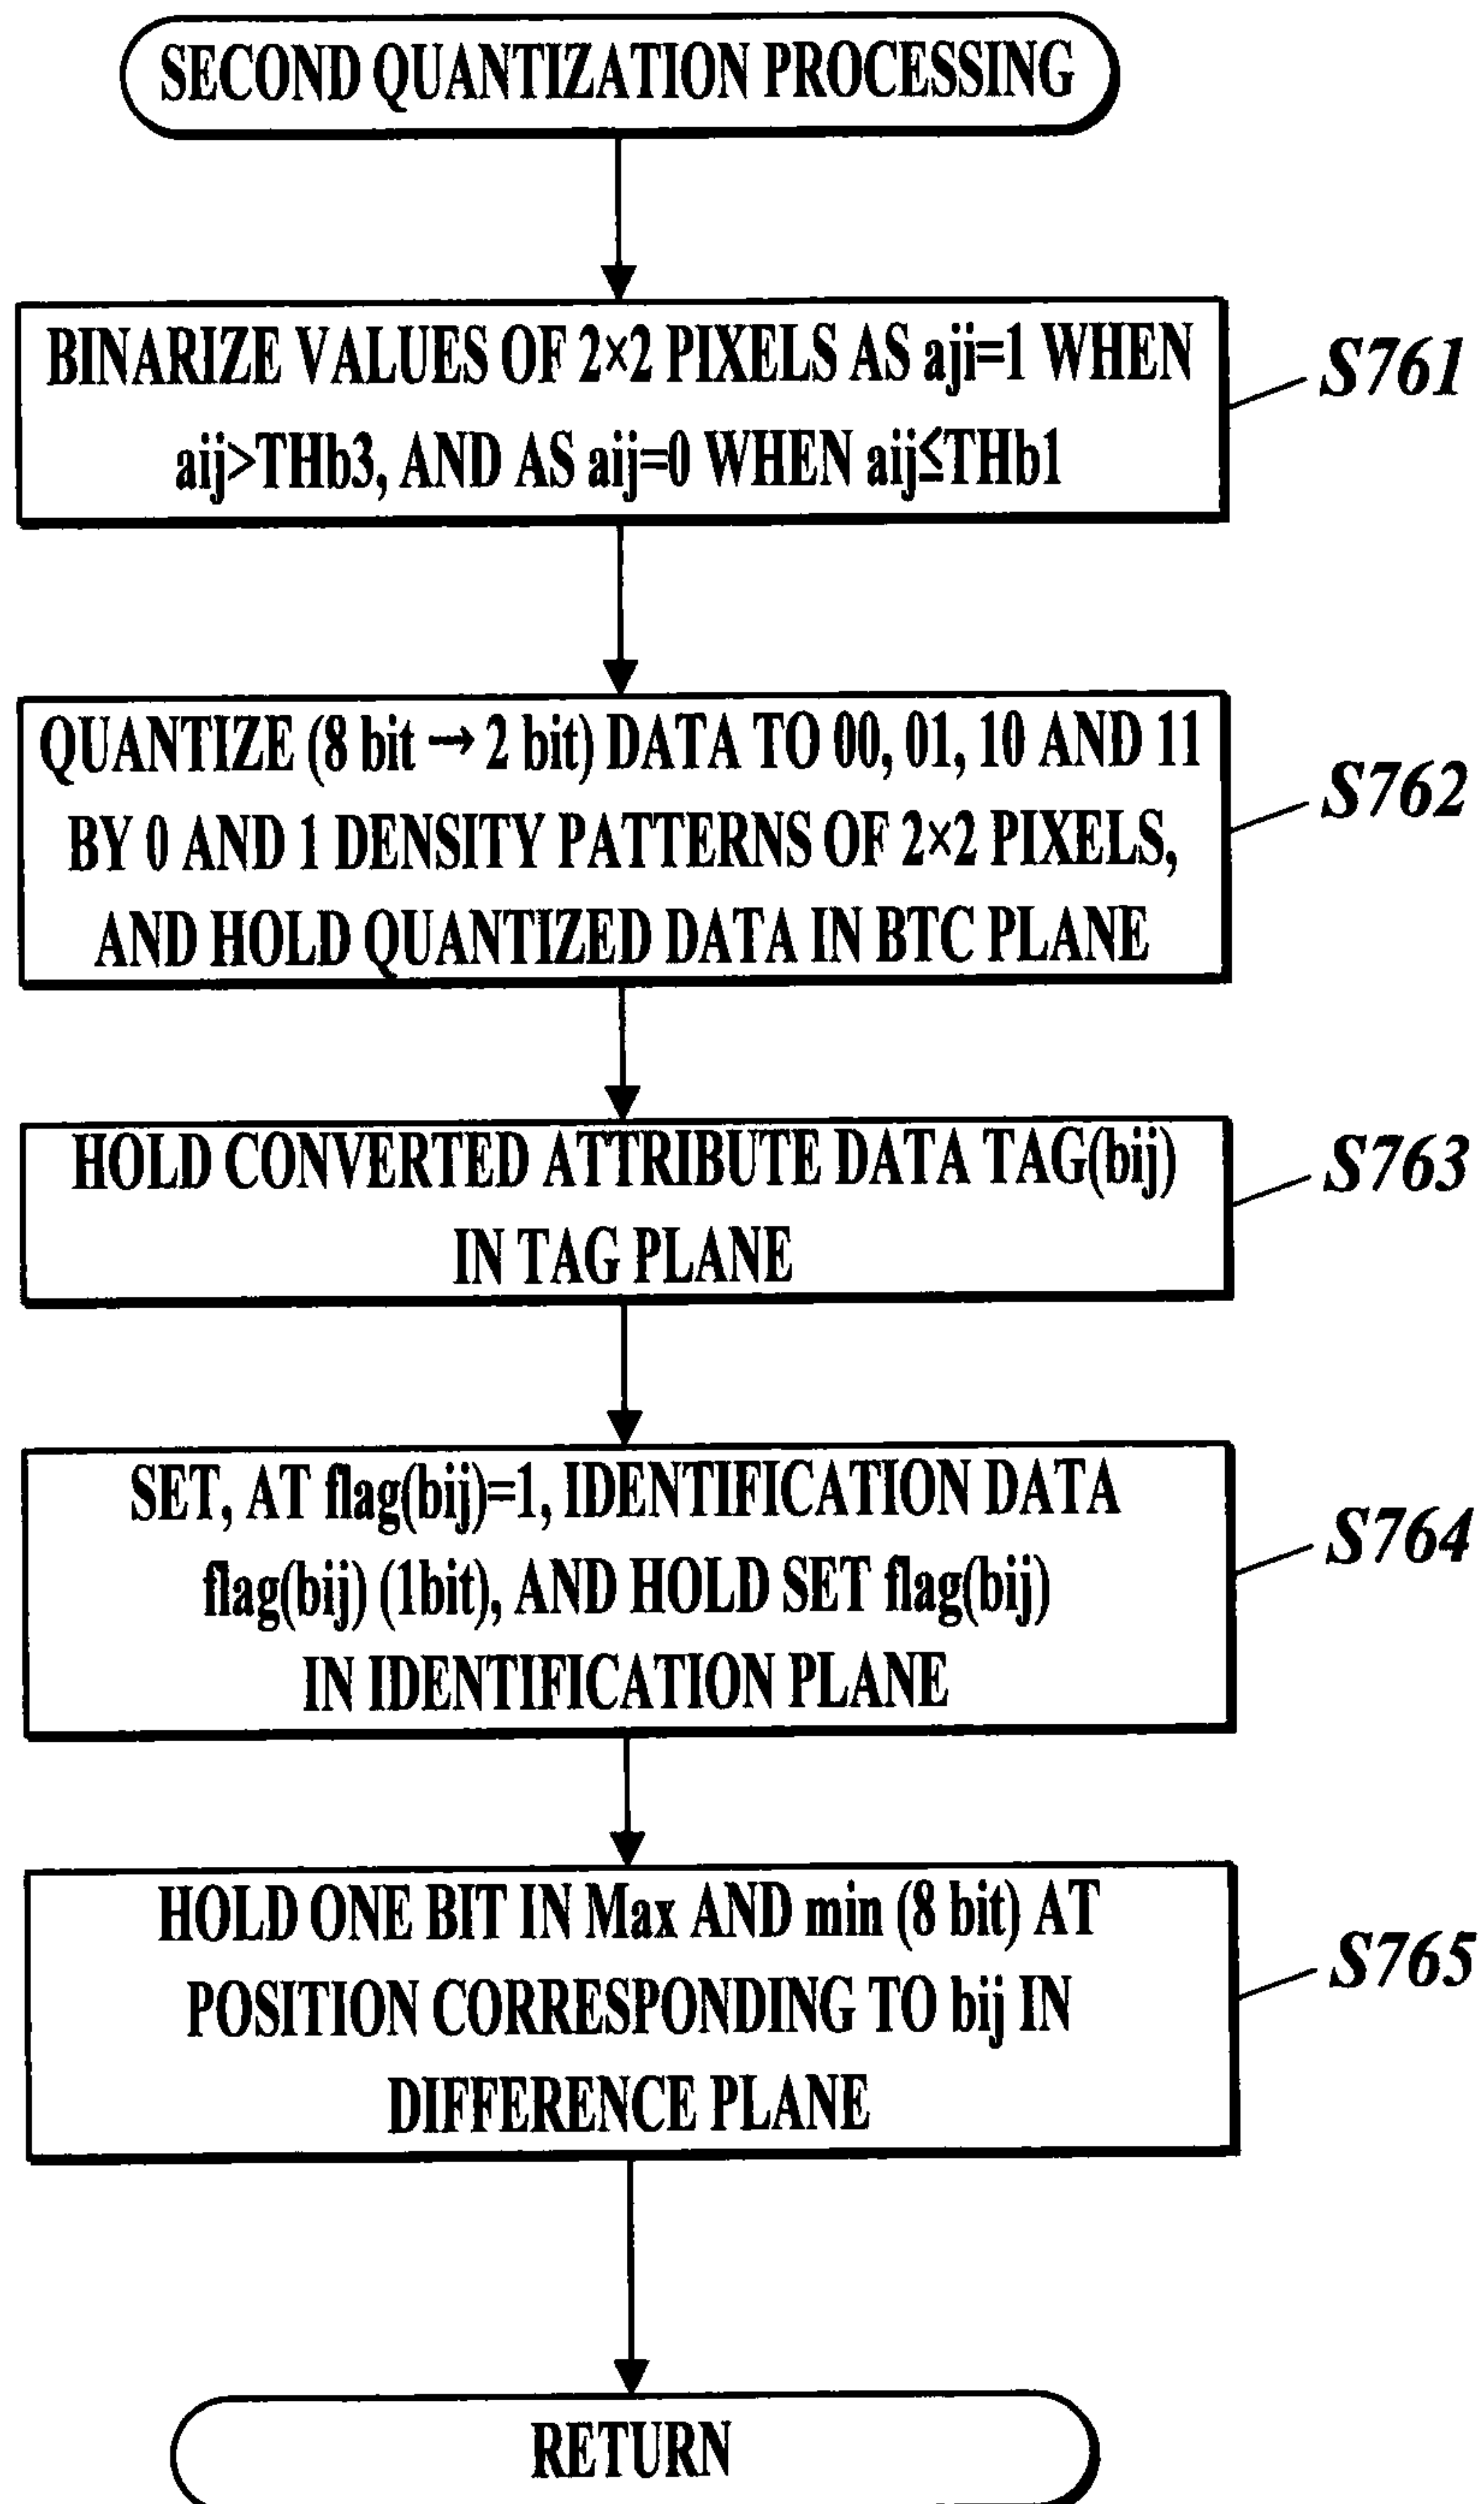 SECOND QUANTIZATION PROCESSING
BINARIZE VALUES OF 2×2 PIXELS AS aji=1 WHEN
aij>THb3, AND AS aij=0 WHEN aij≤THb1
S761
QUANTIZE (8 bit → 2 bit) DATA TO 00, 01, 10 AND 11
BY 0 AND 1 DENSITY PATTERNS OF 2×2 PIXELS,
AND HOLD QUANTIZED DATA IN BTC PLANE
S762
HOLD CONVERTED ATTRIBUTE DATA TAG(bij)
IN TAG PLANE
S763
SET, AT flag(bij)=1, IDENTIFICATION DATA
flag(bij) (1bit), AND HOLD SET flag(bij)
IN IDENTIFICATION PLANE
S764
HOLD ONE BIT IN Max AND min (8 bit) AT
POSITION CORRESPONDING TO bij IN
DIFFERENCE PLANE
S765
RETURN